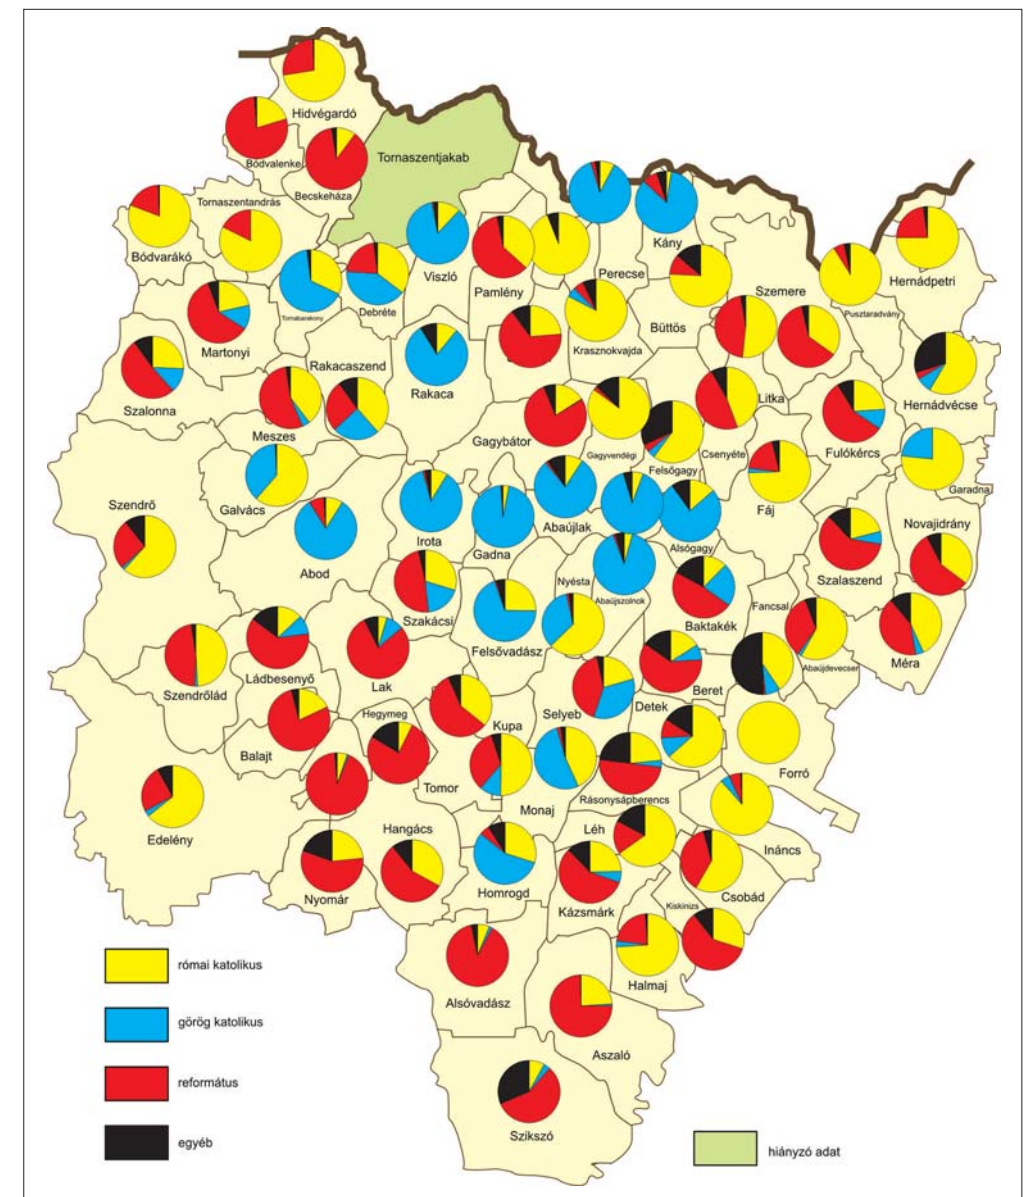 Hidvégardó
Bódvalenke
Tornaszentjakab
Becskeháza
Tornaszentandrás
Bódvarákó
Kány
Viszló
Perecse
Hernádpetri
Pamlény
Szemere
Debréte
Tornabarakony
Pusztaradvány
Büttös
Martonyi
Krasznokvajda
Rakacaszend
Rakaca
Litka
Hernádvécse
Szalonna
Meszes
Gagybátor
Gagyvendégi
Csenyéte
Fulókércs
Felsőgagy
Garadna
Szendrő
Galvács
Fáj
Novajidrány
Irota
Gadna
Abaújlak
Alsógagy
Abod
Szalaszend
Nyésta
Abaújszolnok
Fancsal
Szakácsi
Baktakék
Felsővadász
Méra
Abaújdevecser
Ládbesenyő
Lak
Szendrőlád
Beret
Detek
Hegymeg
Selyeb
Kupa
Balajt
Forró
Tomor
Rásonysápberencs
Monaj
Edelény
Hangács
Léh
Ináncs
Nyomár
Homrogd
Csobád
Kázsmárk
Kiskinizs
római katolikus
Halmaj
Alsóvadász
görög katolikus
Aszaló
református
Szikszó
egyéb
hiányzó adat